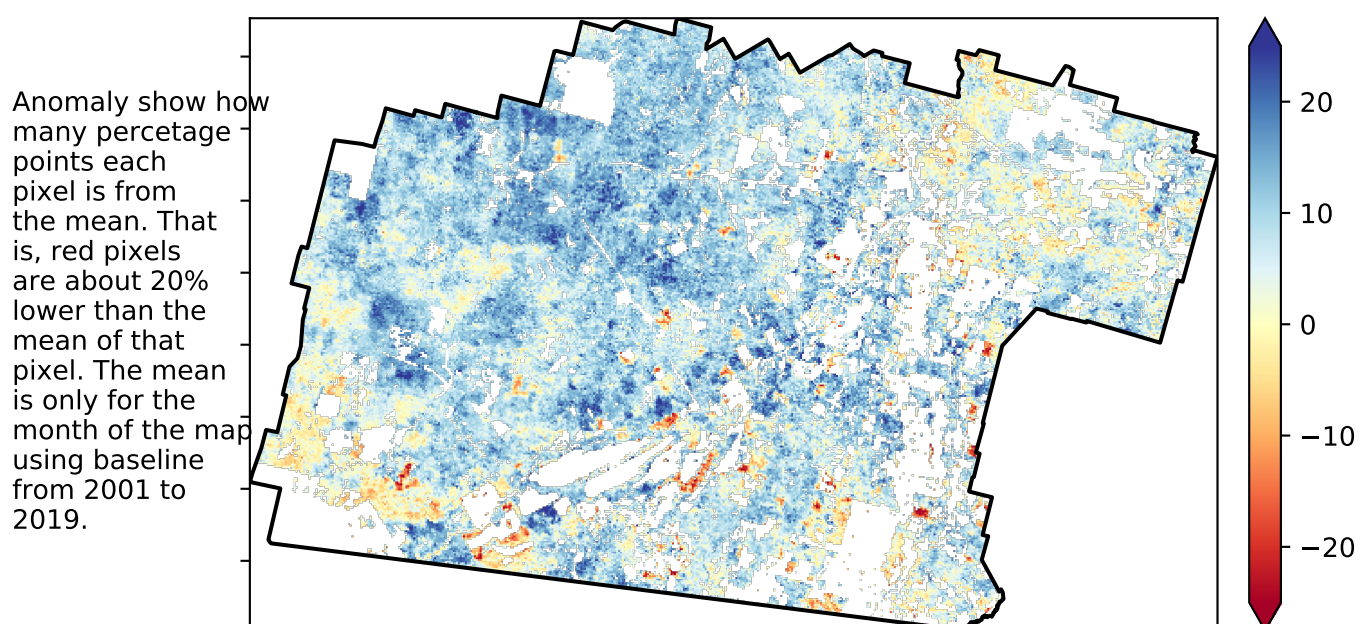 Anomaly show how
many percetage
points each
pixel is from
the mean. That
is, red pixels
are about 20%
lower than the
mean of that
pixel. The mean
is only for the
month of the map
using baseline
from 2001 to
2019.
20
10
0
−10
−20